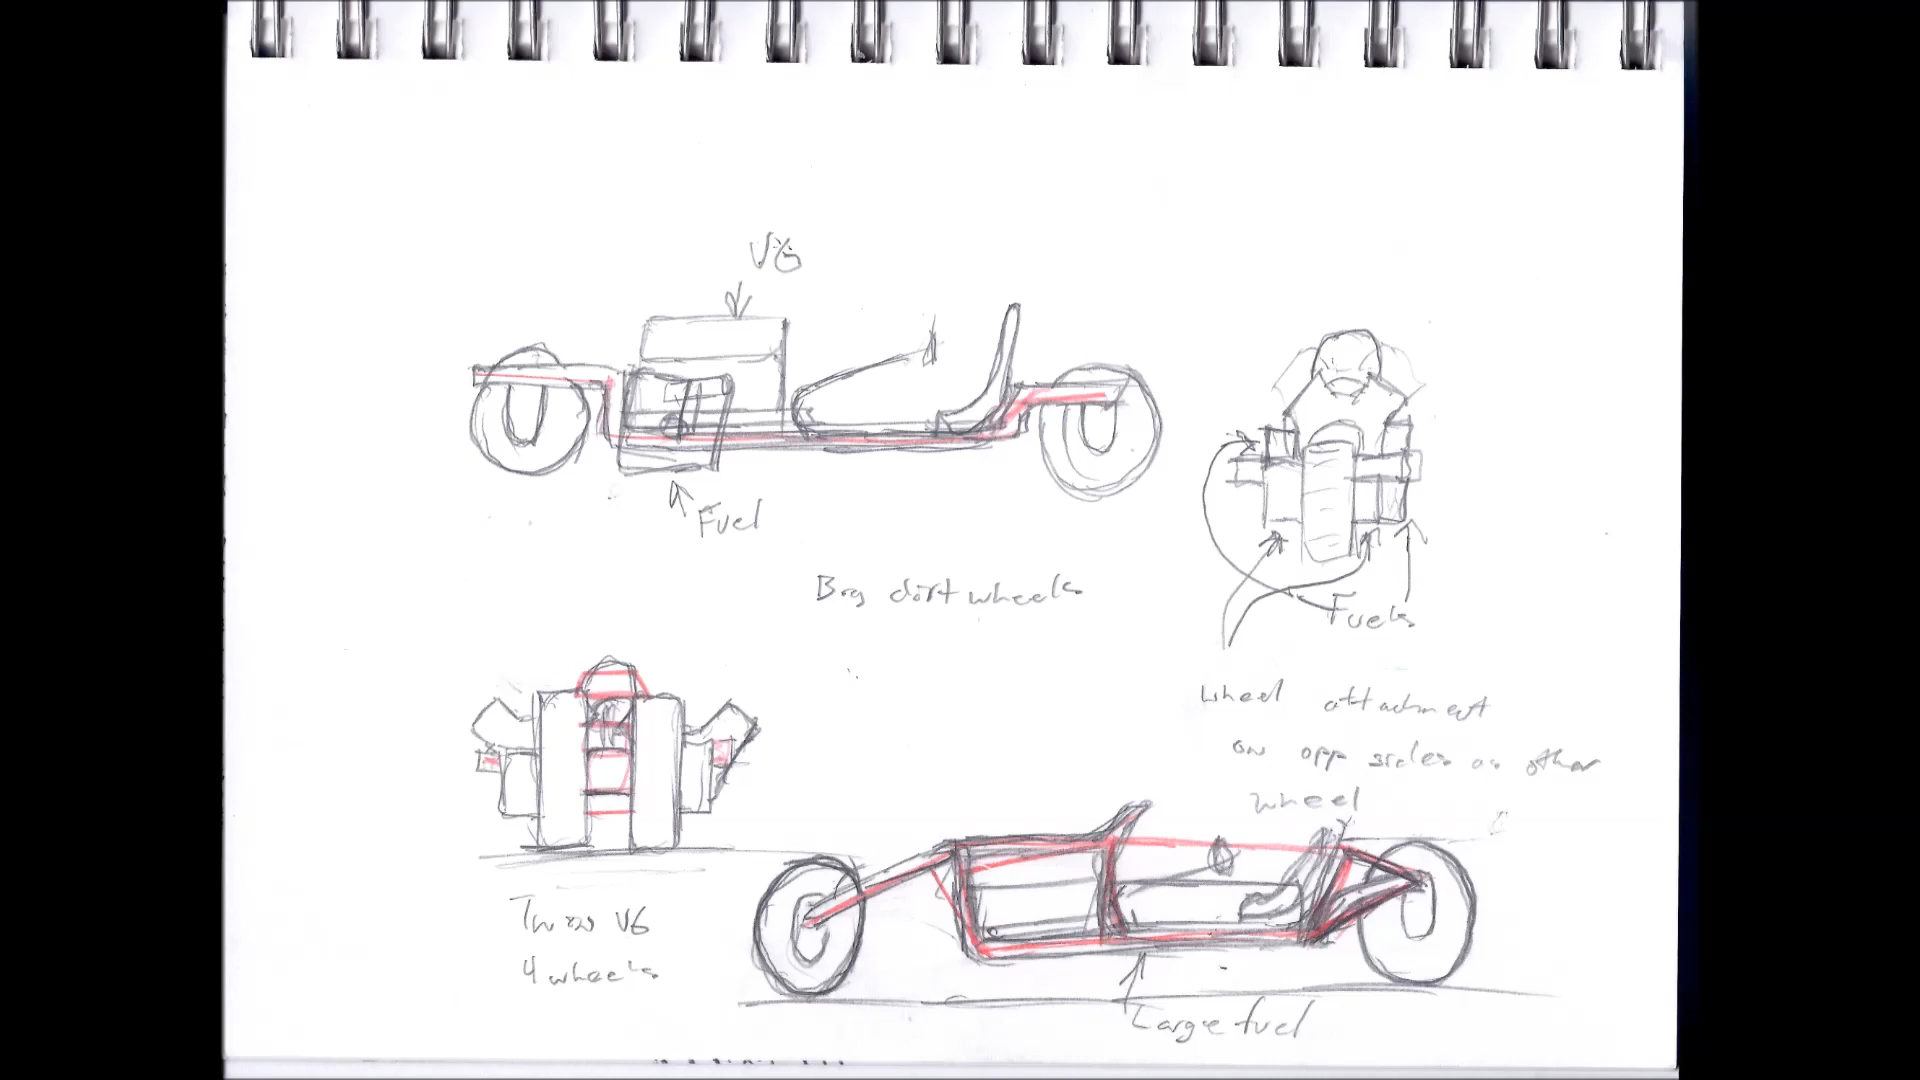 V6
Fuel
Big dirt wheels
Fuels
wheel attachment
on opp sides as other
wheel
Twin V6
4 wheels
Large fuel